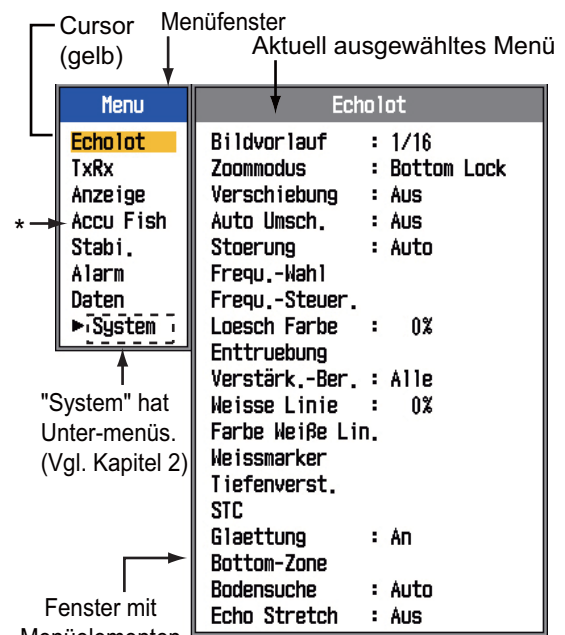 Cursor
(gelb)
Menüfenster
Aktuell ausgewähltes Menü
Menu
Echolot
TxRx
Anzeige
* Accu Fish
Stabi.
Alarm
Daten
▶System
"System" hat
Unter-menüs.
(Vgl. Kapitel 2)
Fenster mit
Menüelementen
Echolot
Bildvorlauf : 1/16
Zoommodus : Bottom Lock
Verschiebung : Aus
Auto Umsch. : Aus
Stoerung : Auto
Frequ.-Wahl
Frequ.-Steuer.
Loesch Farbe : 0%
Enttruebung
Verstärk.-Ber. : Alle
Weisse Linie : 0%
Farbe Weiße Lin.
Weissmarker
Tiefenverst.
STC
Glaettung : An
Bottom-Zone
Bodensuche : Auto
Echo Stretch : Aus